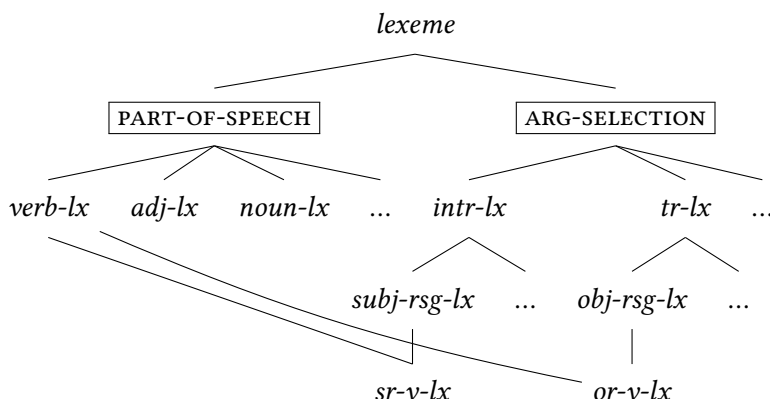 lexeme
PART-OF-SPEECH ARG-SELECTION
verb-lx adj-lx noun-lx ... intr-lx tr-lx ...
subj-rsg-lx ... obj-rsg-lx ...
sr-v-lx or-v-lx